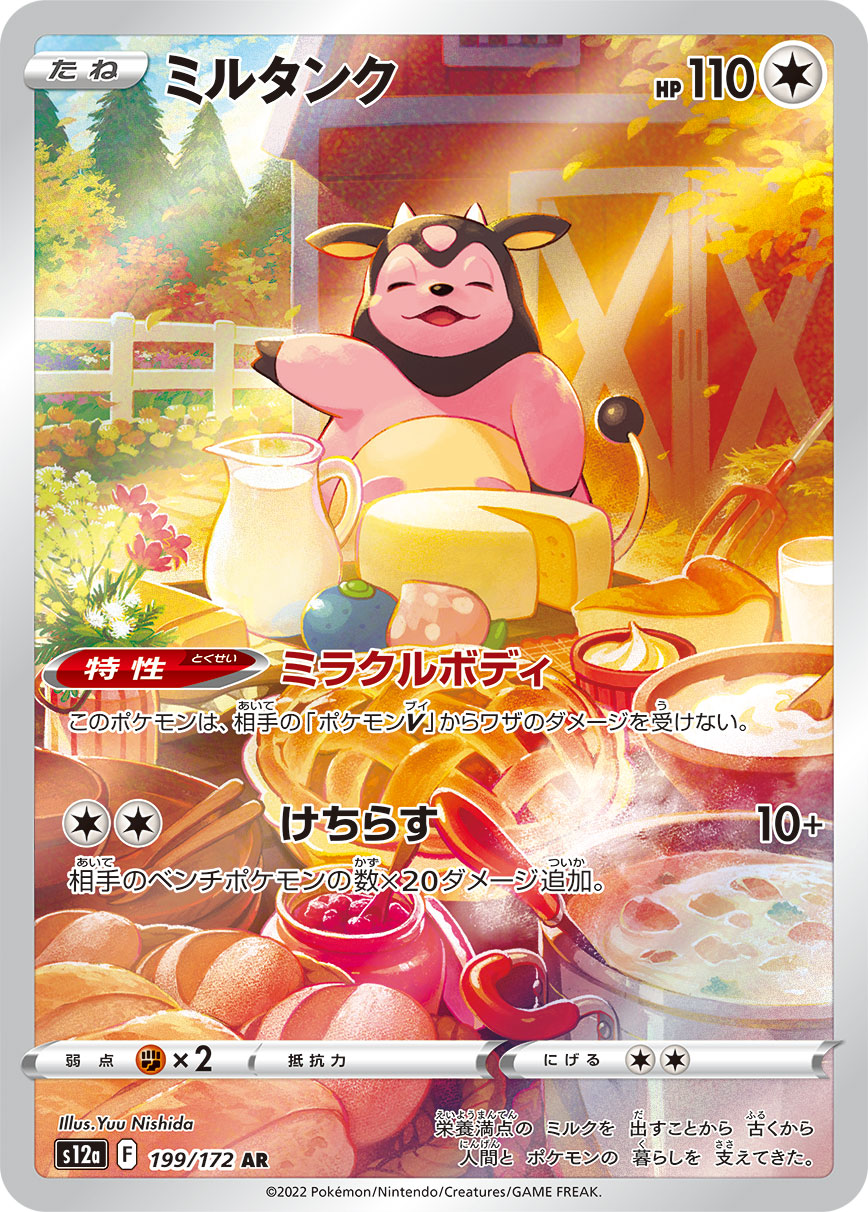 たね ミルタンク HP 110
特性 とくせい ミラクルボディ
このポケモンは、相手の「ポケモンV」からワザのダメージを受けない。
けちらす 10+
相手のベンチポケモンの数×20ダメージ追加。
弱点 ×2 抵抗力 にげる
Illus. Yuu Nishida
栄養満点の ミルクを 出すことから 古くから
人間と ポケモンの 暮らしを 支えてきた。
s12a F 199/172 AR
©2022 Pokémon/Nintendo/Creatures/GAME FREAK.